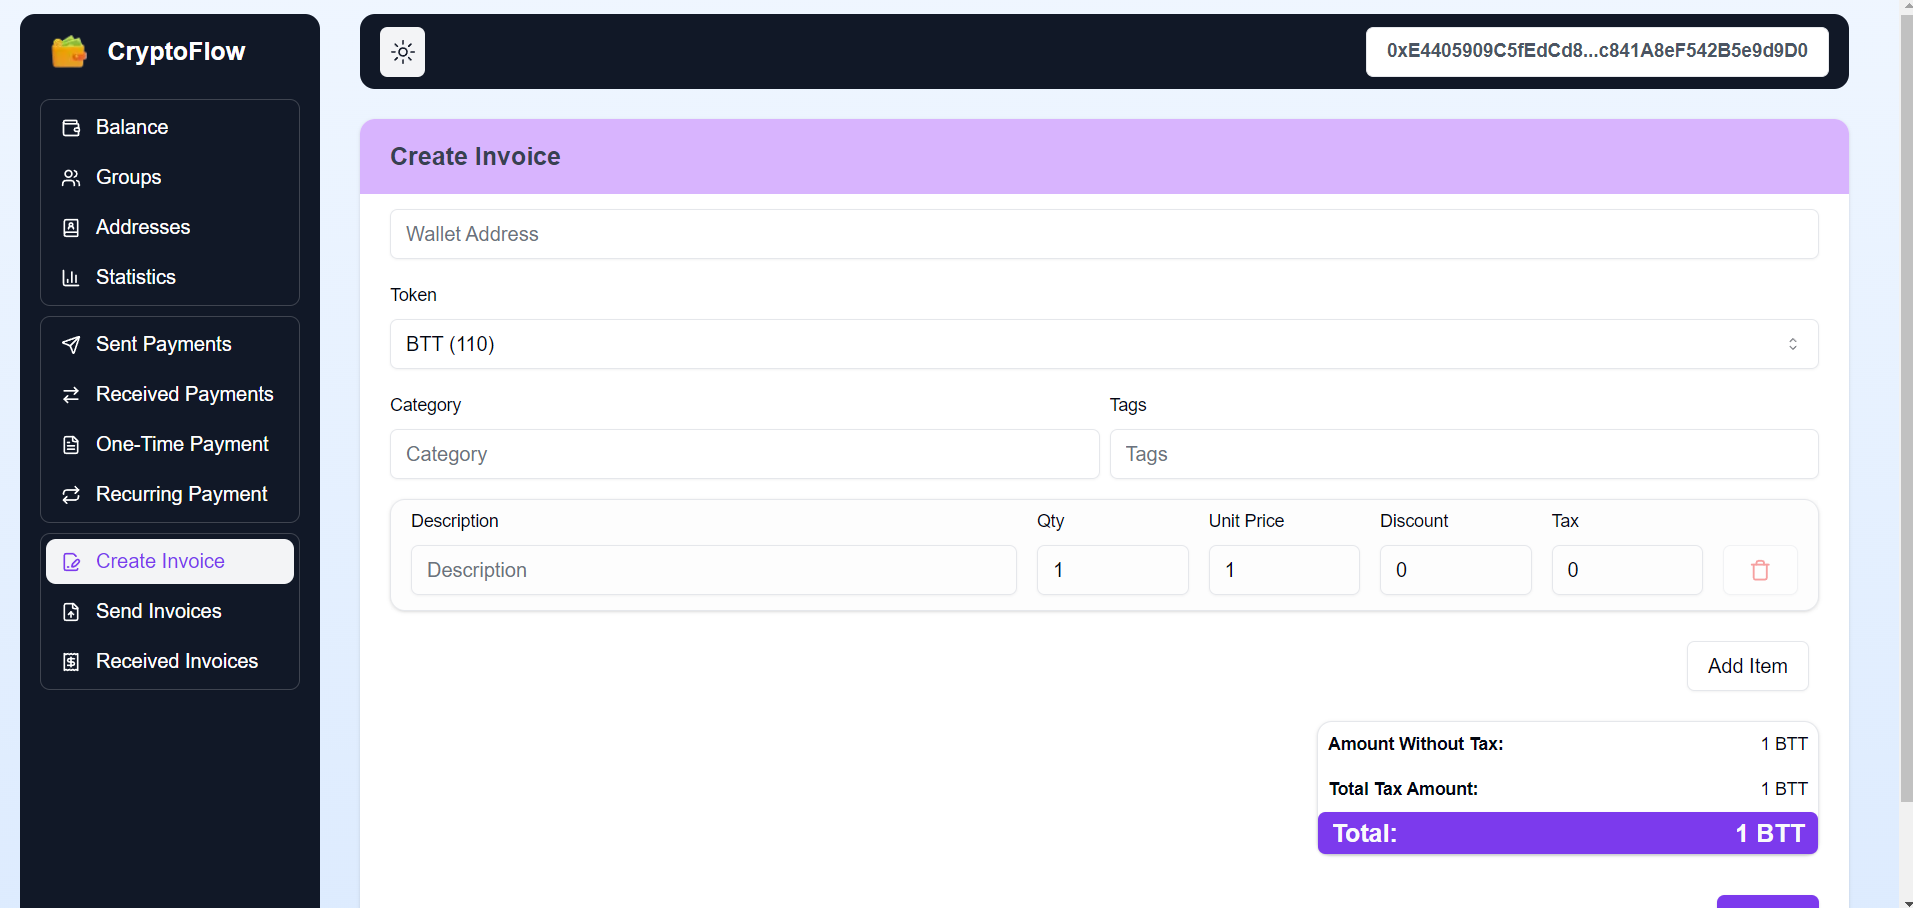 CryptoFlow
Balance
Groups
Addresses
Statistics
Sent Payments
Received Payments
One-Time Payment
Recurring Payment
Create Invoice
Send Invoices
Received Invoices
0xE4405909C5fEdCd8...c841A8eF542B5e9d9D0
Create Invoice
Wallet Address
Token
BTT (110)
Category Tags
Category Tags
Description Qty Unit Price Discount Tax
Description 1 1 0 0
Add Item
Amount Without Tax: 1 BTT
Total Tax Amount: 1 BTT
Total: 1 BTT